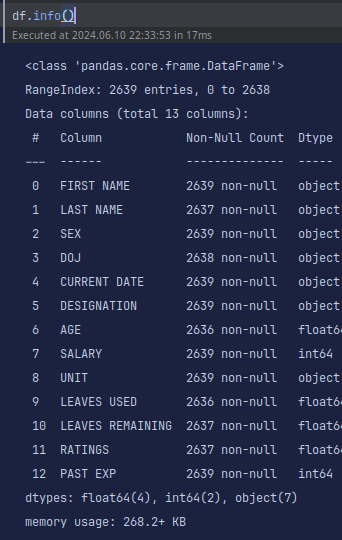 df.info()
Executed at 2024.06.10 22:33:53 in 17ms
<class 'pandas.core.frame.DataFrame'>
RangeIndex: 2639 entries, 0 to 2638
Data columns (total 13 columns):
 #   Column            Non-Null Count  Dtype
---  ------            --------------  -----
 0   FIRST NAME        2639 non-null   object
 1   LAST NAME         2637 non-null   object
 2   SEX               2639 non-null   object
 3   DOJ               2638 non-null   object
 4   CURRENT DATE      2639 non-null   object
 5   DESIGNATION       2639 non-null   object
 6   AGE               2636 non-null   float64
 7   SALARY            2639 non-null   int64
 8   UNIT              2639 non-null   object
 9   LEAVES USED       2636 non-null   float64
 10  LEAVES REMAINING  2637 non-null   float64
 11  RATINGS           2637 non-null   float64
 12  PAST EXP          2639 non-null   int64
dtypes: float64(4), int64(2), object(7)
memory usage: 268.2+ KB